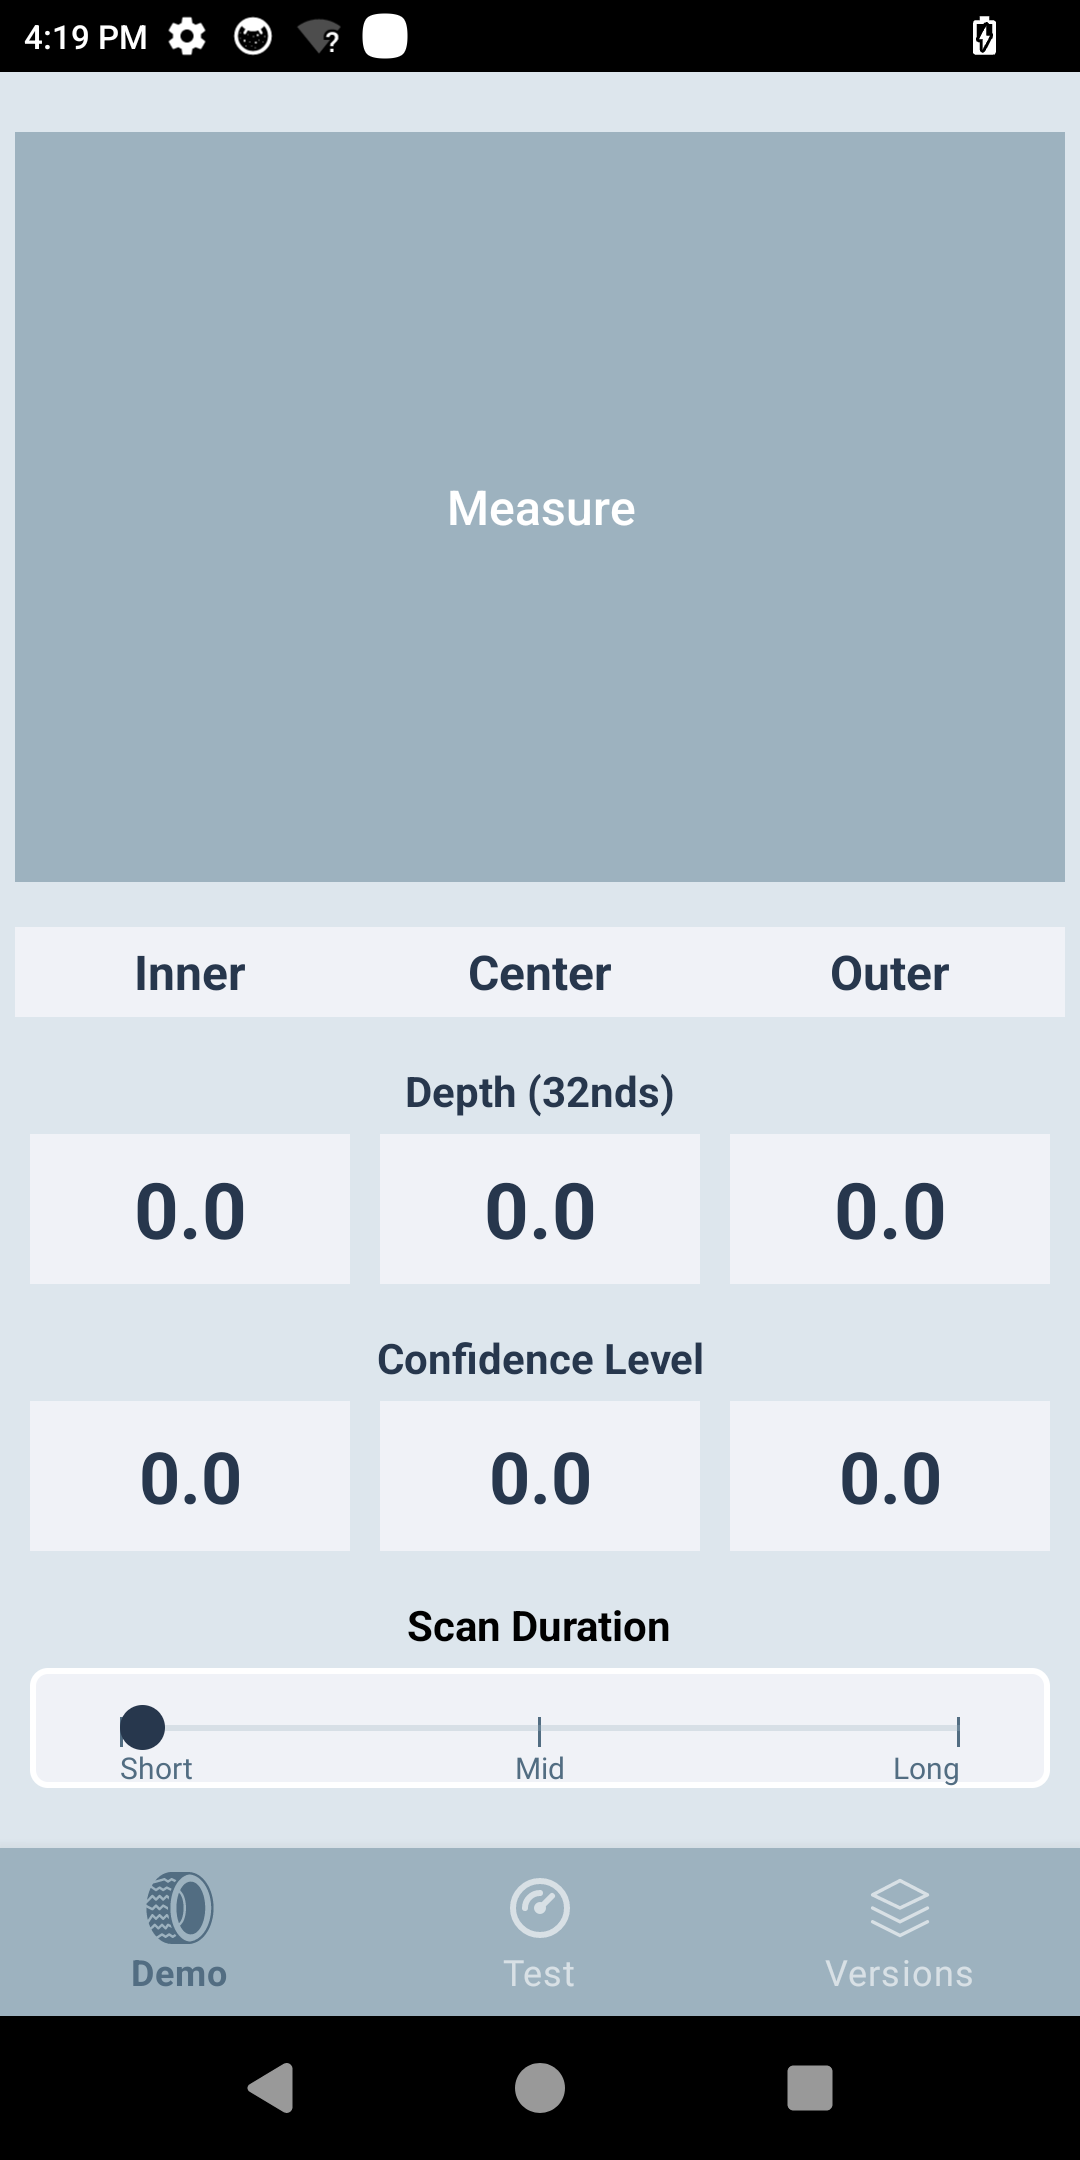 4:19 PM
Measure
Inner Center Outer
Depth (32nds)
0.0 0.0 0.0
Confidence Level
0.0 0.0 0.0
Scan Duration
Short Mid Long
Demo Test Versions